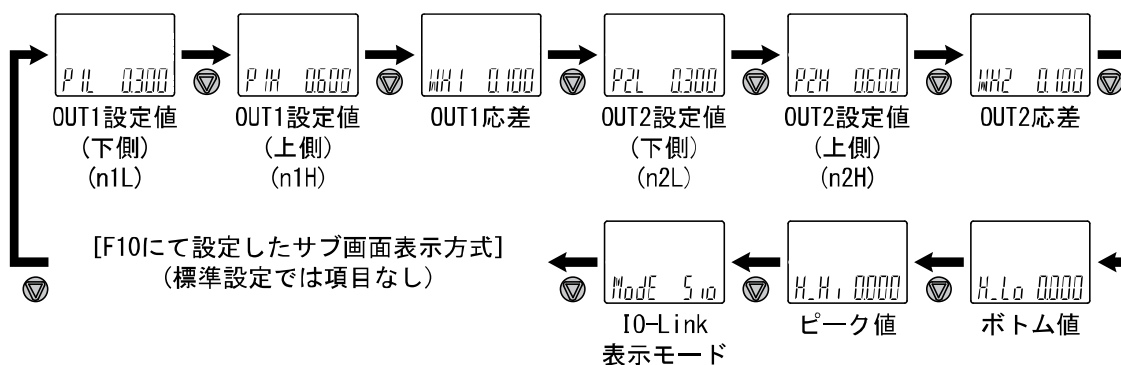 P1L 0.300
OUT1設定値
(下側)
(n1L)
P1H 0.600
OUT1設定値
(上側)
(n1H)
WH1 0.100
OUT1応差
P2L 0.300
OUT2設定値
(下側)
(n2L)
P2H 0.600
OUT2設定値
(上側)
(n2H)
WH2 0.100
OUT2応差
[F10にて設定したサブ画面表示方式]
(標準設定では項目なし)
ModE Sio
IO-Link
表示モード
H_Hi 0.000
ピーク値
H_Lo 0.000
ボトム値